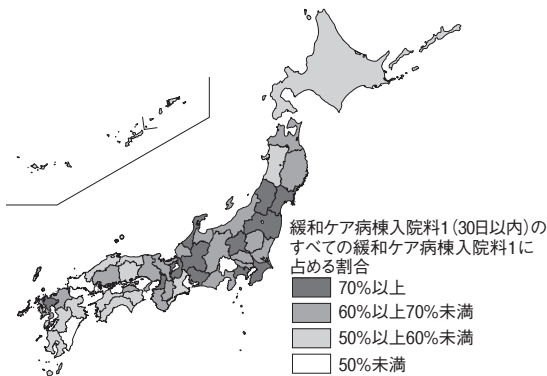 緩和ケア病棟入院料1（30日以内）の
すべての緩和ケア病棟入院料1に
占める割合
70%以上
60%以上70%未満
50%以上60%未満
50%未満